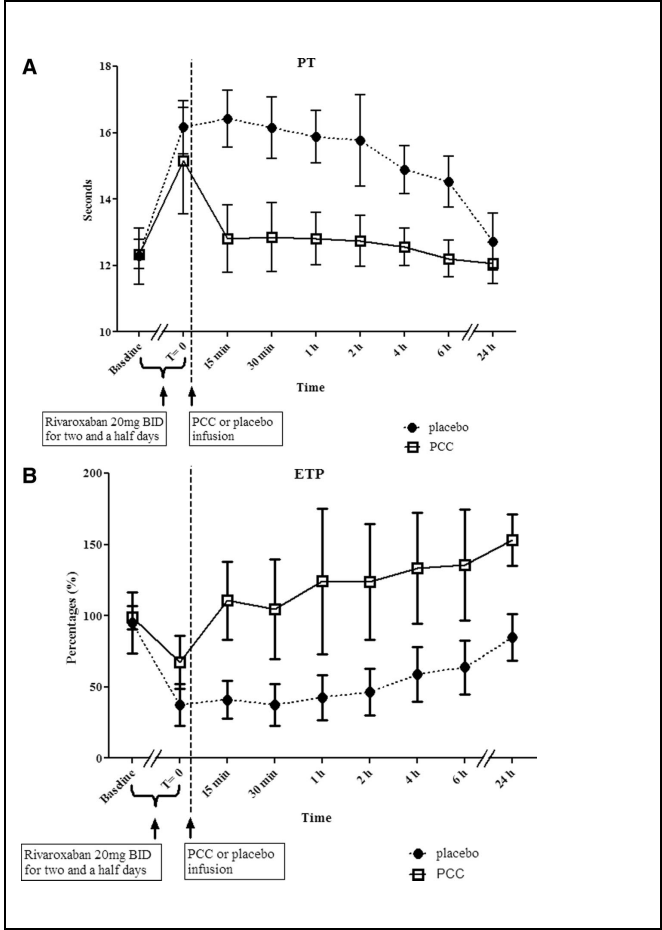 A
PT
18
16
14
12
10
Seconds
Baseline
T= 0
15 min
30 min
1 h
2 h
4 h
6 h
24 h
Time
Rivaroxaban 20mg BID
for two and a half days
PCC or placebo
infusion
placebo
PCC
B
ETP
200
150
100
50
0
Percentages (%)
Baseline
T= 0
15 min
30 min
1 h
2 h
4 h
6 h
24 h
Time
Rivaroxaban 20mg BID
for two and a half days
PCC or placebo
infusion
placebo
PCC